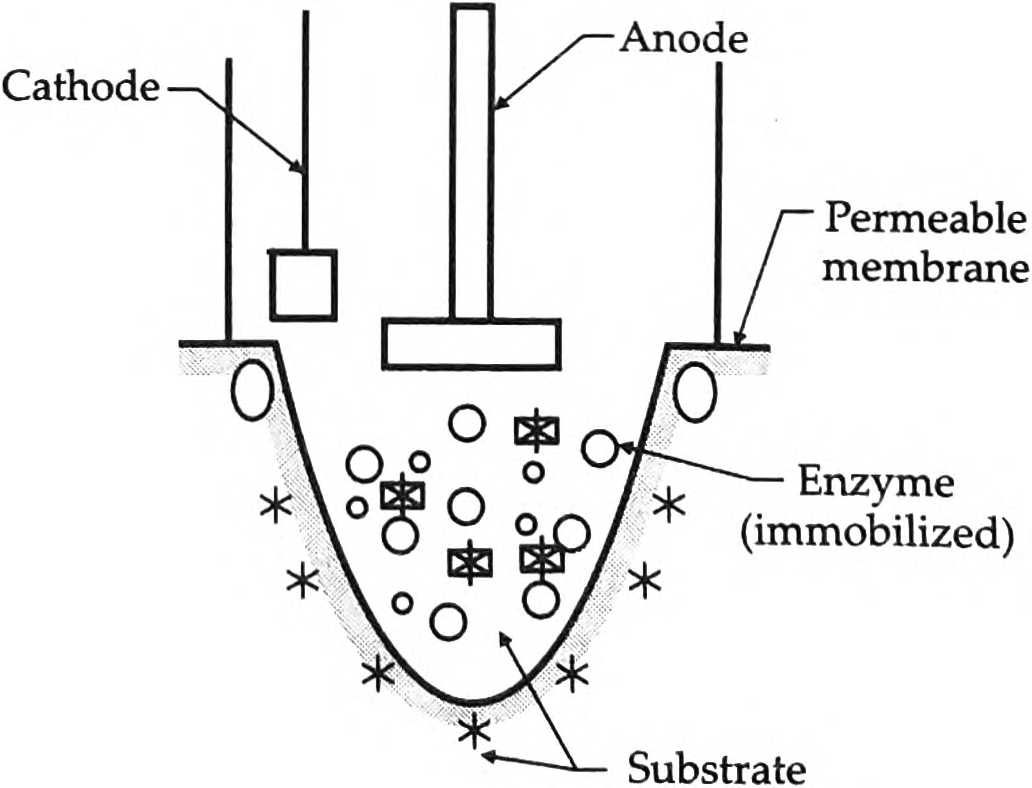 Anode
Cathode
Permeable
membrane
Enzyme
(immobilized)
Substrate